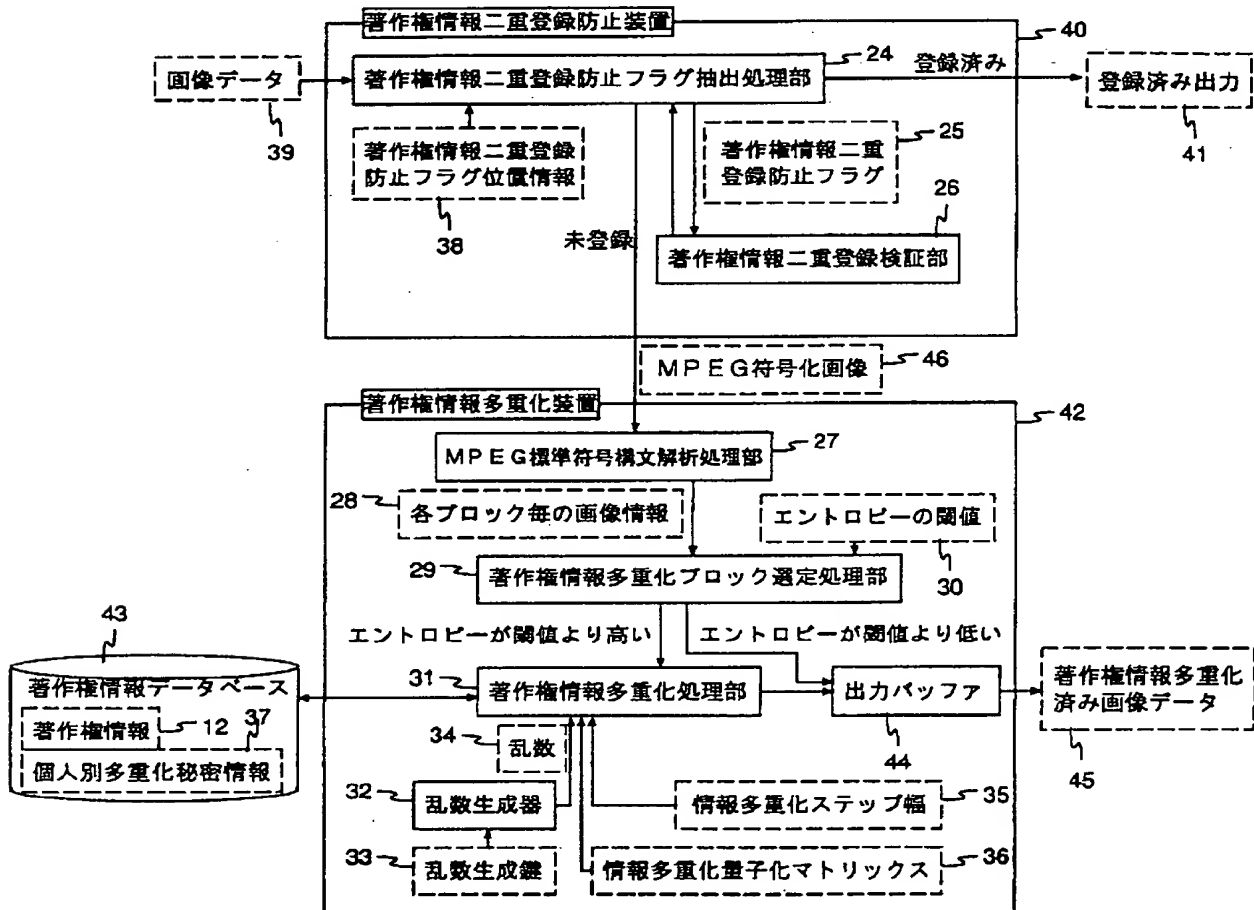 著作権情報二重登録防止装置
40
画像データ
39
著作権情報二重登録防止フラグ抽出処理部
24
登録済み
登録済み出力
41
著作権情報二重登録
防止フラグ位置情報
38
著作権情報二重
登録防止フラグ
25
26
未登録
著作権情報二重登録検証部
MPEG符号化画像
46
著作権情報多重化装置
42
MPEG標準符号構文解析処理部
27
28
各ブロック毎の画像情報
エントロピーの閾値
30
29
著作権情報多重化ブロック選定処理部
エントロピーが閾値より高い
エントロピーが閾値より低い
43
著作権情報データベース
著作権情報
12
37
個人別多重化秘密情報
31
著作権情報多重化処理部
出力バッファ
44
著作権情報多重化
済み画像データ
45
34
乱数
32
乱数生成器
33
乱数生成鍵
情報多重化ステップ幅
35
情報多重化量子化マトリックス
36